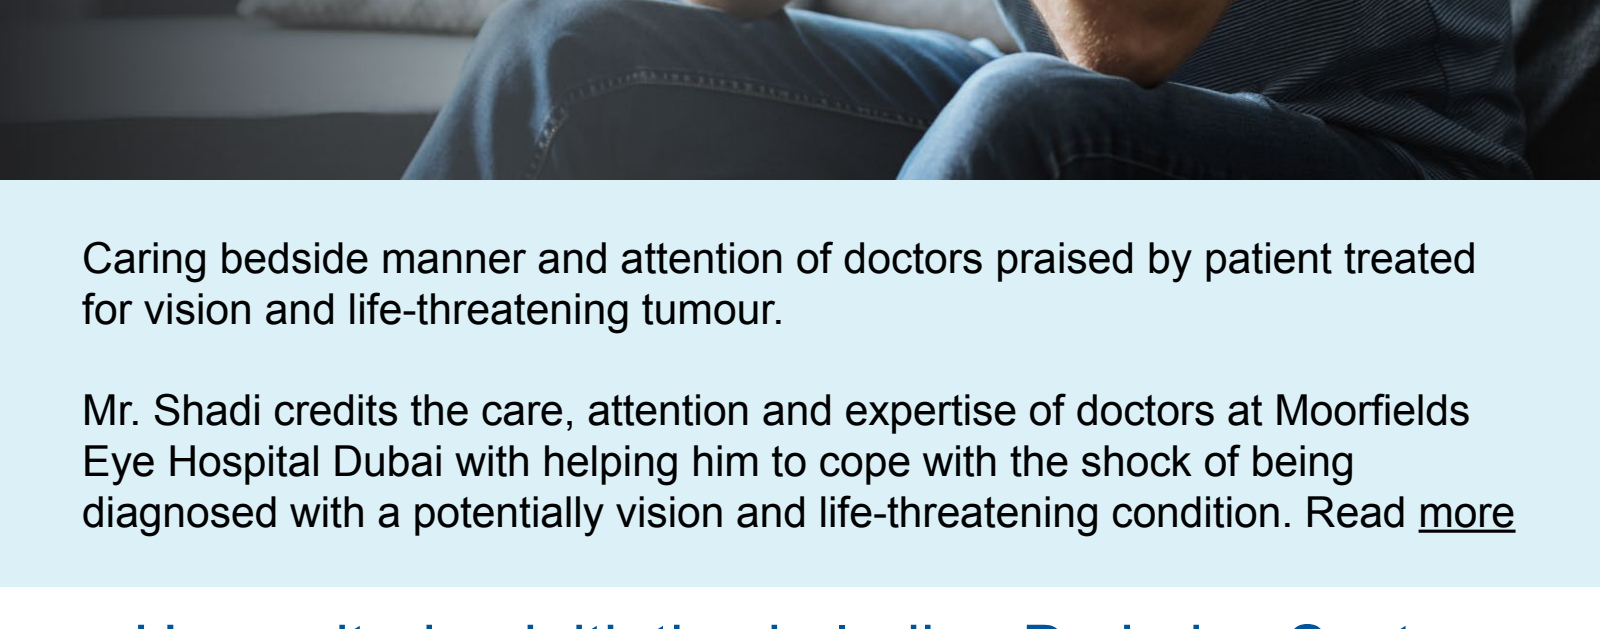 Caring bedside manner and attention of doctors praised by patient treated
for vision and life-threatening tumour.
Mr. Shadi credits the care, attention and expertise of doctors at Moorfields
Eye Hospital Dubai with helping him to cope with the shock of being
diagnosed with a potentially vision and life-threatening condition. Read more